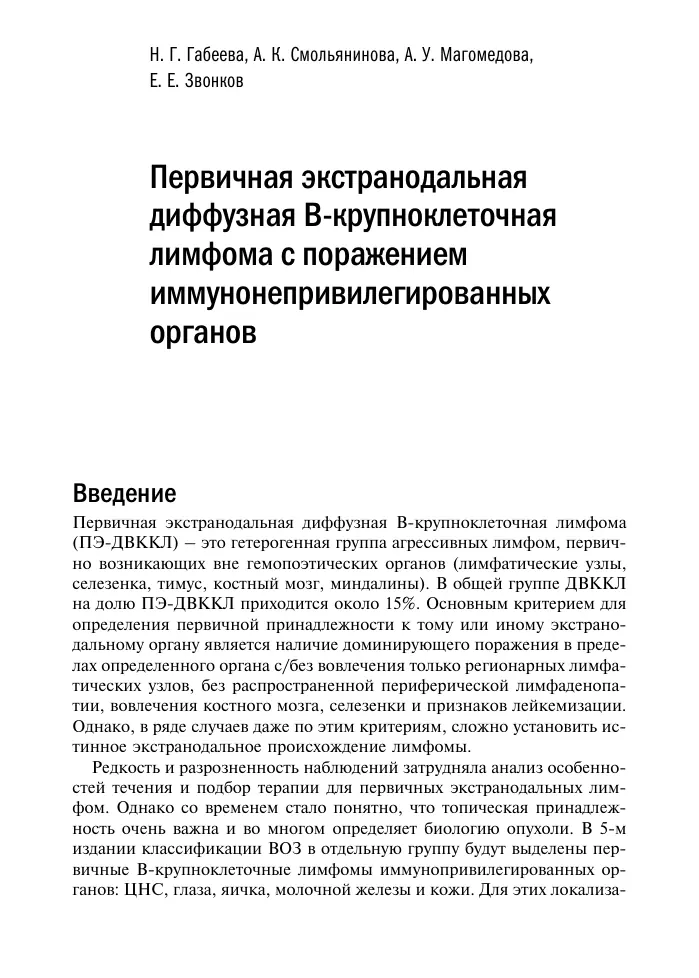 Н. Г. Габеева, А. К. Смольянинова, А. У. Магомедова,
Е. Е. Звонков
Первичная экстранодальная
диффузная В-крупноклеточная
лимфома с поражением
иммунонепривилегированных
органов
Введение
Первичная экстранодальная диффузная В-крупноклеточная лимфома
(ПЭ-ДВККЛ) – это гетерогенная группа агрессивных лимфом, первич-
но возникающих вне гемопоэтических органов (лимфатические узлы,
селезенка, тимус, костный мозг, миндалины). В общей группе ДВККЛ
на долю ПЭ-ДВККЛ приходится около 15%. Основным критерием для
определения первичной принадлежности к тому или иному экстрано-
дальному органу является наличие доминирующего поражения в преде-
лах определенного органа с/без вовлечения только регионарных лимфа-
тических узлов, без распространенной периферической лимфаденопа-
тии, вовлечения костного мозга, селезенки и признаков лейкемизации.
Однако, в ряде случаев даже по этим критериям, сложно установить ис-
тинное экстранодальное происхождение лимфомы.
Редкость и разрозненность наблюдений затрудняла анализ особенно-
стей течения и подбор терапии для первичных экстранодальных лим-
фом. Однако со временем стало понятно, что топическая принадлеж-
ность очень важна и во многом определяет биологию опухоли. В 5-м
издании классификации ВОЗ в отдельную группу будут выделены пер-
вичные В-крупноклеточные лимфомы иммунопривилегированных ор-
ганов: ЦНС, глаза, яичка, молочной железы и кожи. Для этих локализа-